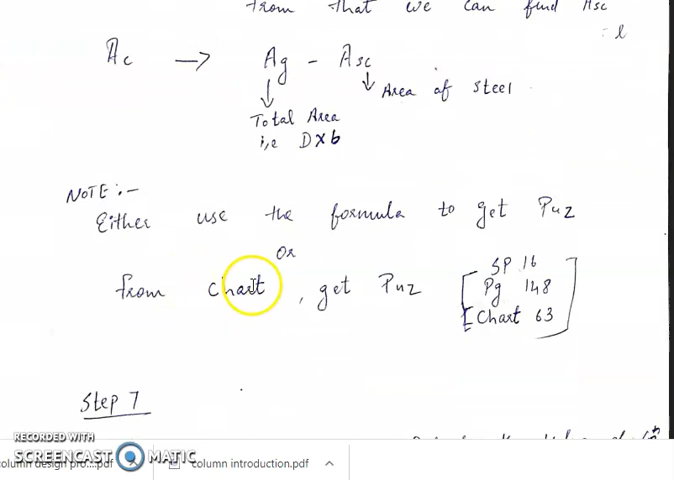 from that we can find Asc
Ac → Ag - Asc
Area of steel
Total Area
i,e D×b
NOTE :-
Either use the formula to get Puz
Or
from chart, get Puz
SP 16
Pg 148
[Chart 63
Step 7
RECORDED WITH
SCREENCAST MATIC
column design pro....pdf
column introduction.pdf